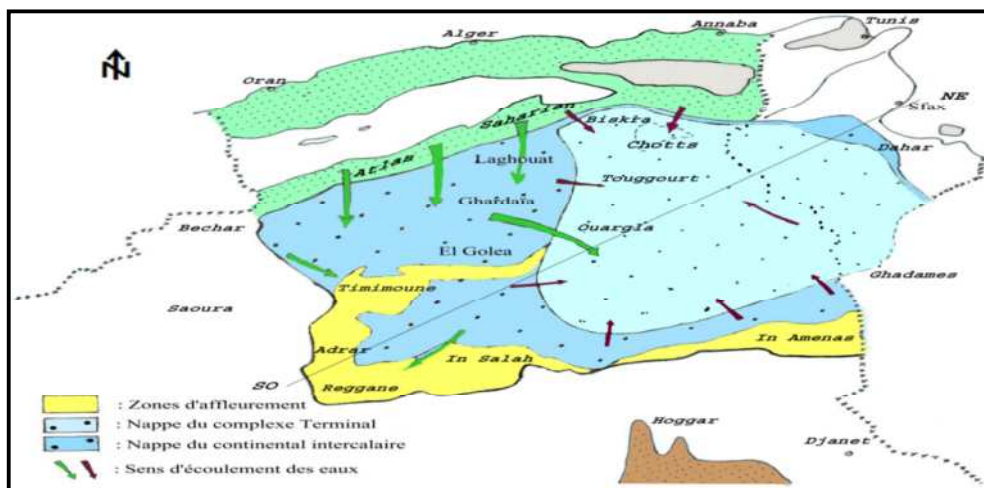 Annaba
Tunis
Alger
N
Oran
NE
Sfax
Saharian
Biskra
Chotts
Dahar
Atlas
Laghouat
Touggourt
Ghardaïa
Bechar
Ouargla
El Golea
Ghadames
Timimoune
Saoura
Adrar
In Salah
In Amenas
SO
Reggane
: Zones d'affleurement
: Nappe du complexe Terminal
: Nappe du continental intercalaire
: Sens d'écoulement des eaux
Hoggar
Djanet